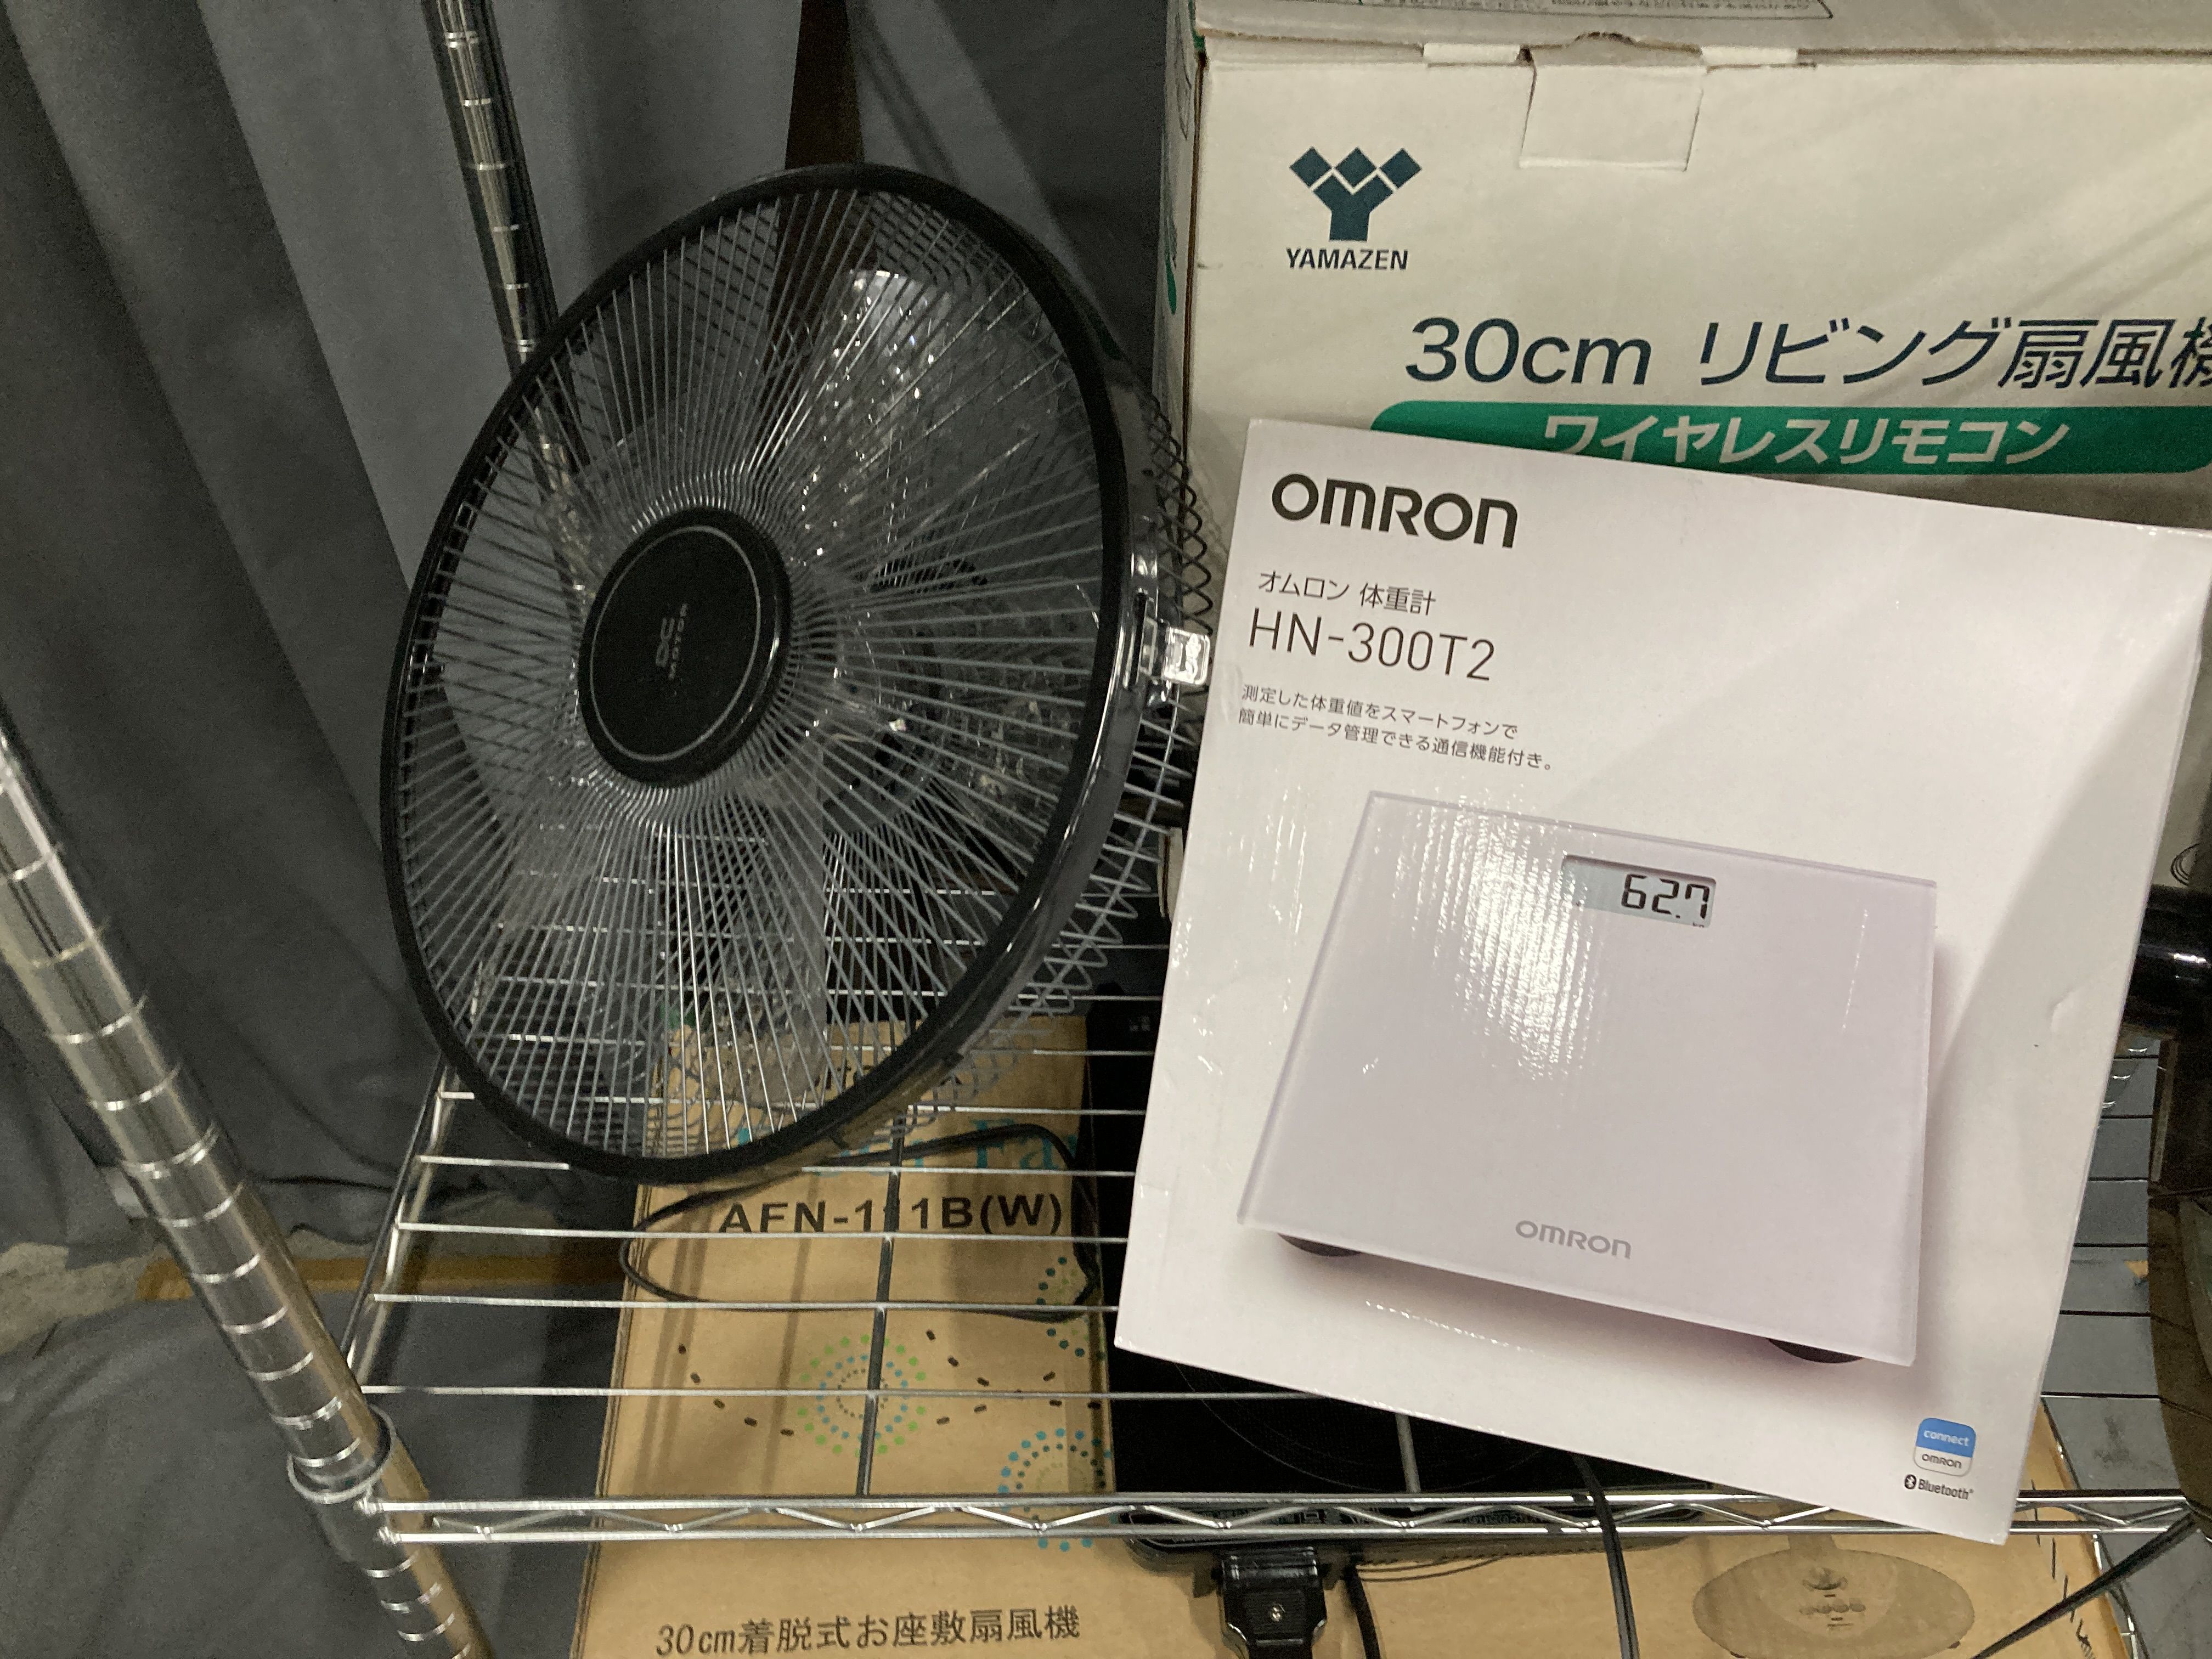 YAMAZEN
30cm リビング扇風機
ワイヤレスリモコン
OMRON
オムロン 体重計
HN-300T2
測定した体重値をスマートフォンで
簡単にデータ管理できる通信機能付き。
62.7
OMRON
connect
OMRON
Bluetooth®
DC
MOTOR
AFN-111B(W)
30cm着脱式お座敷扇風機